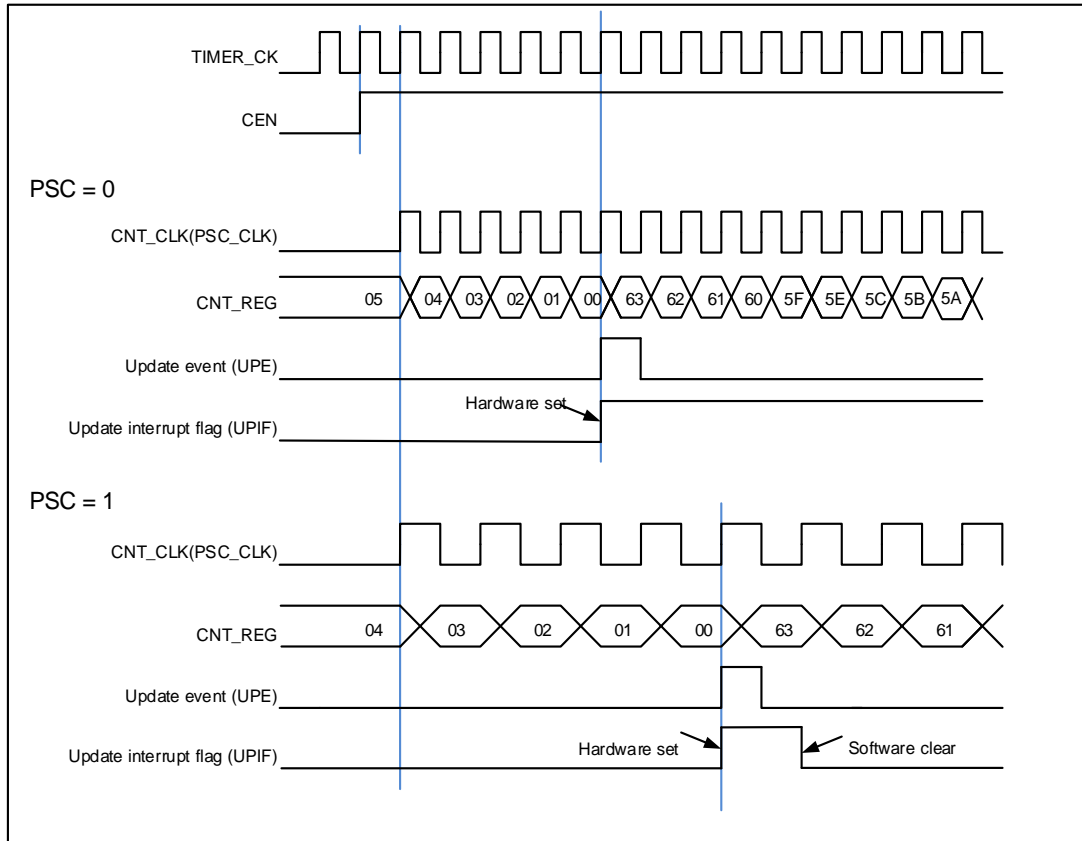 TIMER_CK
CEN
PSC = 0
CNT_CLK(PSC_CLK)
CNT_REG 05 04 03 02 01 00 63 62 61 60 5F 5E 5C 5B 5A
Update event (UPE)
Hardware set
Update interrupt flag (UPIF)
PSC = 1
CNT_CLK(PSC_CLK)
CNT_REG 04 03 02 01 00 63 62 61
Update event (UPE)
Update interrupt flag (UPIF) Hardware set Software clear